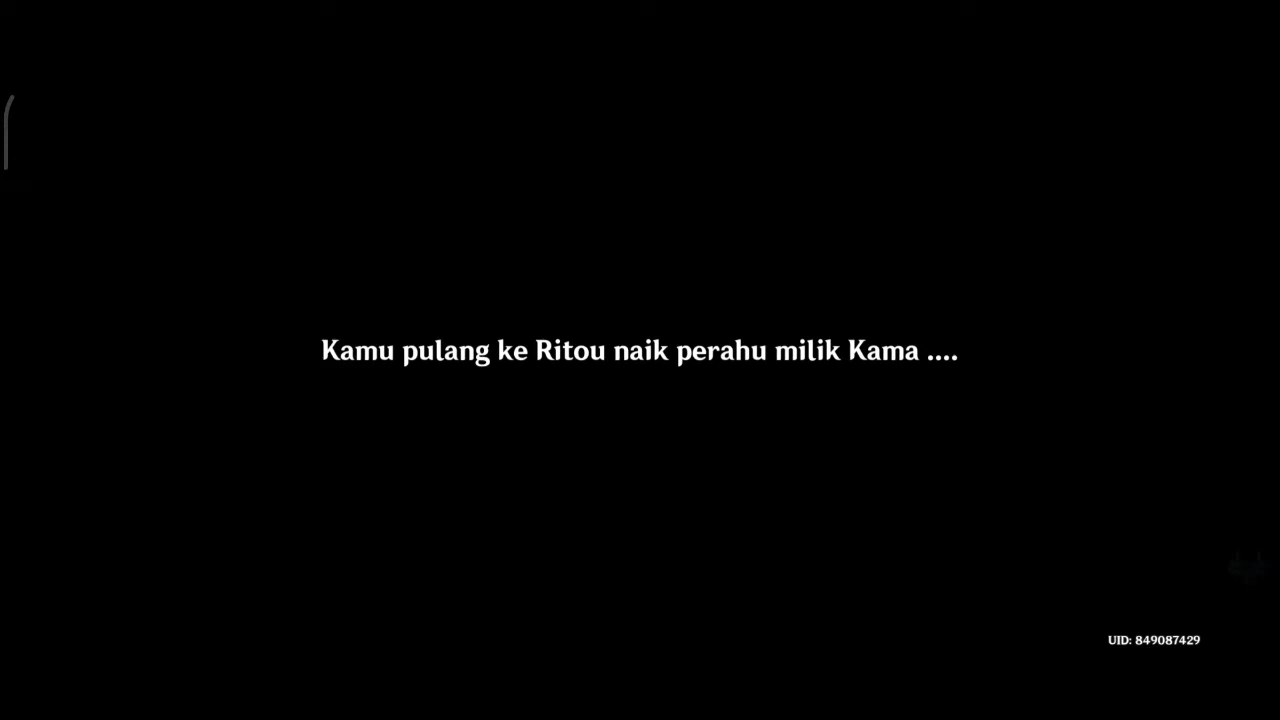 Kamu pulang ke Ritou naik perahu milik Kama ....
UID: 849087429